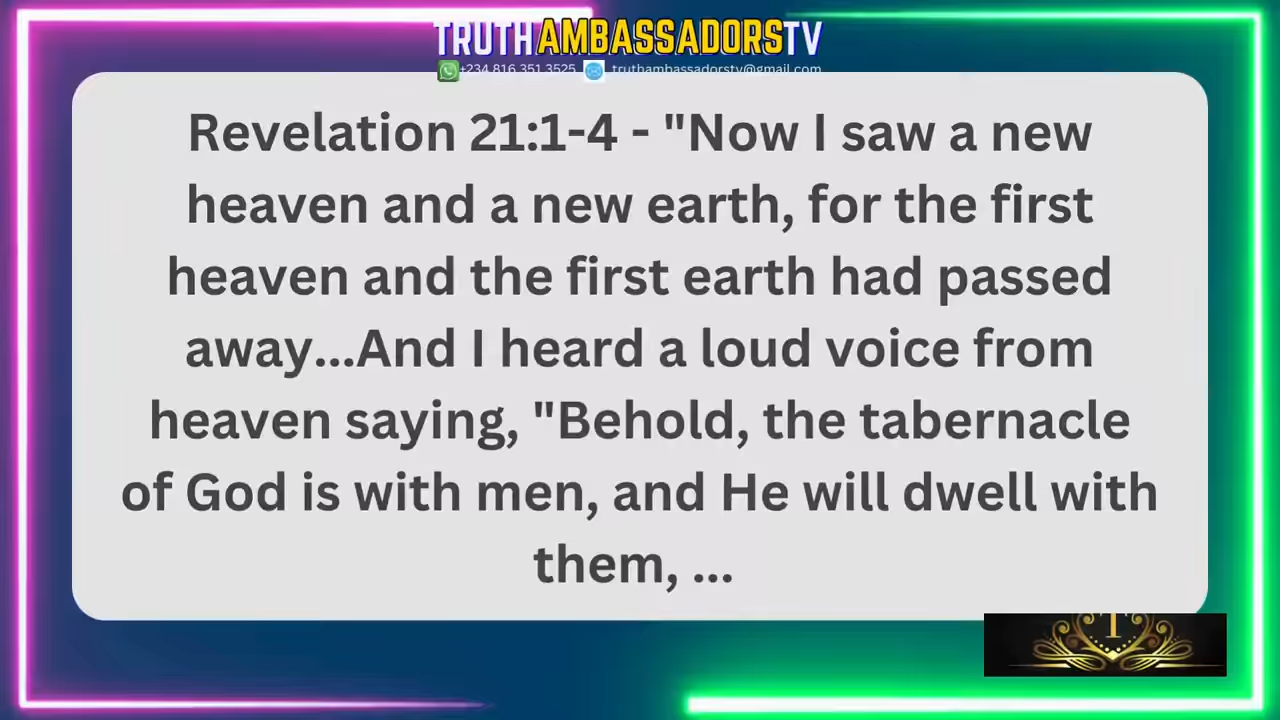 TRUTHAMBASSADORSTV
+234 816 351 3525 truthambassadorstv@gmail.com
Revelation 21:1-4 - "Now I saw a new
heaven and a new earth, for the first
heaven and the first earth had passed
away...And I heard a loud voice from
heaven saying, "Behold, the tabernacle
of God is with men, and He will dwell with
them, ...
T